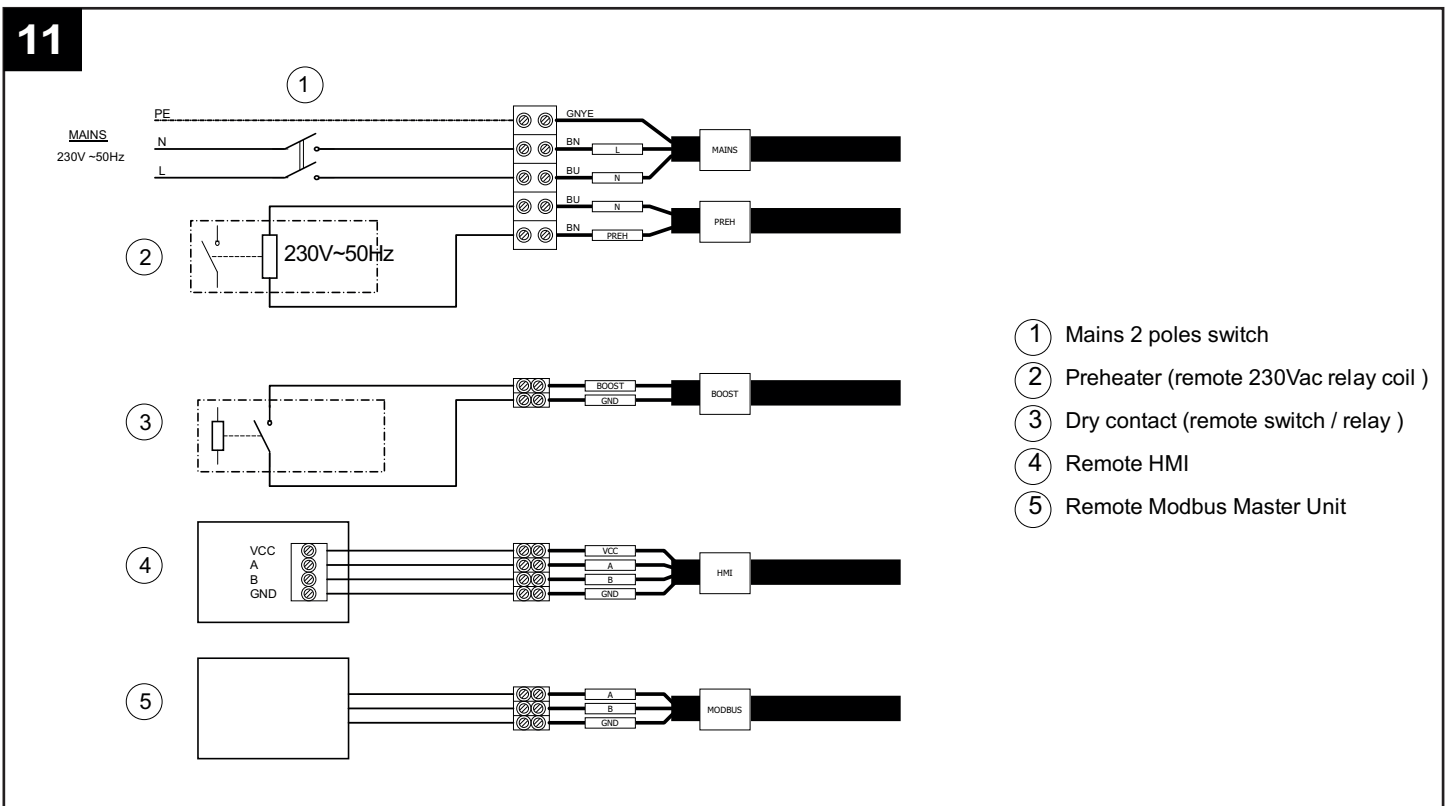 11
1
PE GNYE
MAINS N BN L MAINS
230V ~50Hz
L BU N
BU N
2 230V~50Hz BN PREH PREH
1 Mains 2 poles switch
2 Preheater (remote 230Vac relay coil )
3 Dry contact (remote switch / relay )
4 Remote HMI
5 Remote Modbus Master Unit
BOOST BOOST
GND
3
4 VCC VCC HMI
A A
B B
GND GND
5 A MODBUS
B
GND